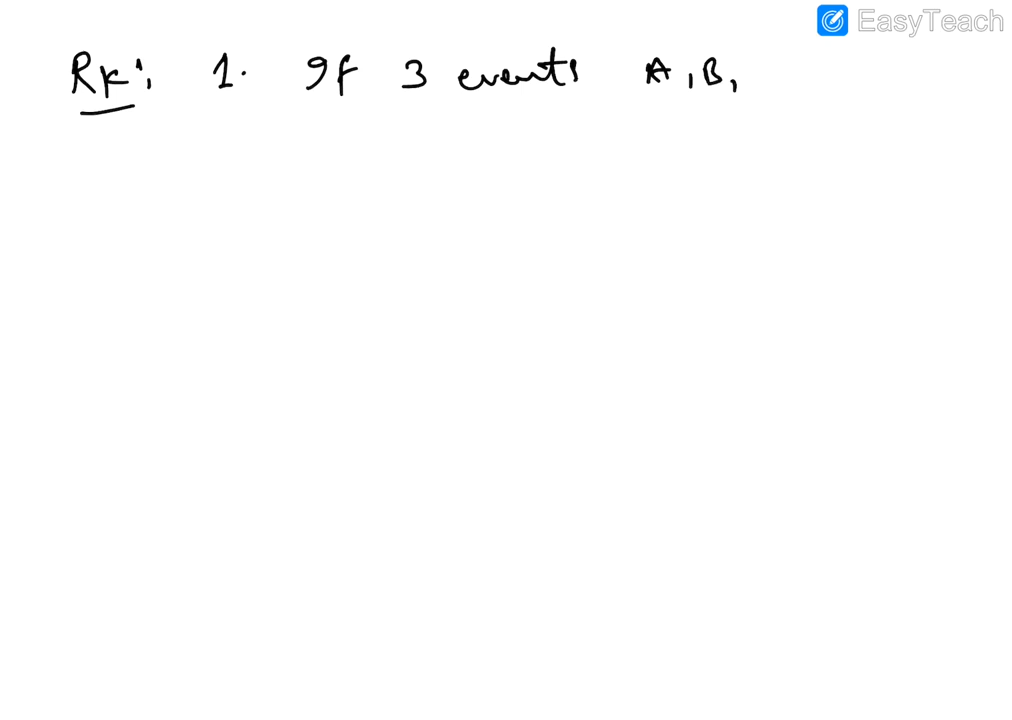 EasyTeach
Rk: 1. If 3 events A, B,